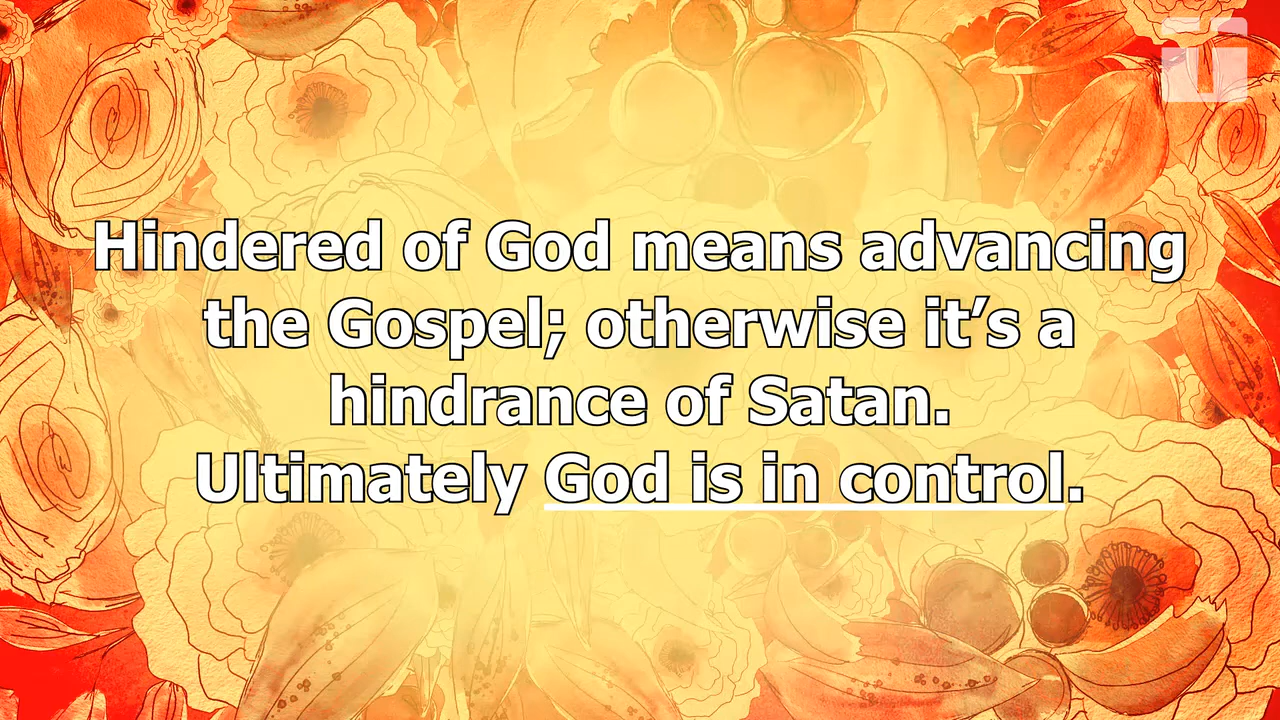 Hindered of God means advancing
the Gospel; otherwise it’s a
hindrance of Satan.
Ultimately God is in control.